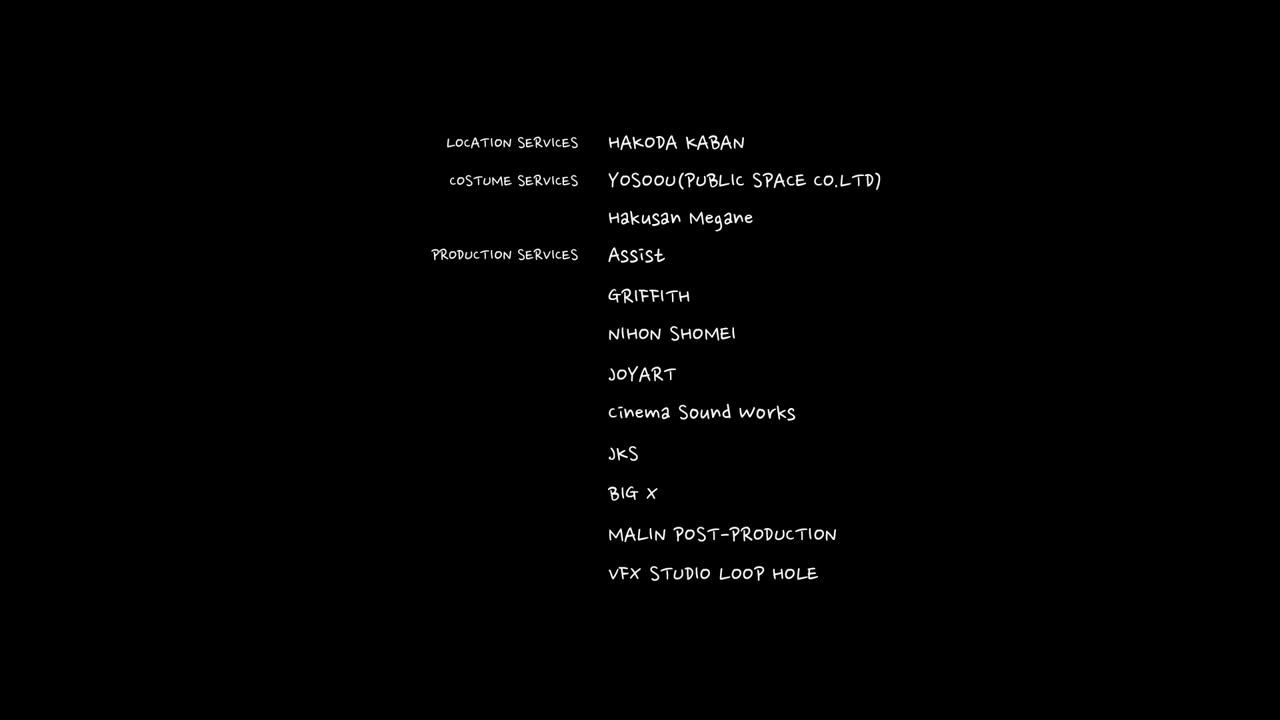 LOCATION SERVICES HAKODA KABAN
COSTUME SERVICES YOSOOU(PUBLIC SPACE CO.LTD)
Hakusan Megane
PRODUCTION SERVICES Assist
GRIFFITH
NIHON SHOMEI
JOYART
Cinema Sound Works
JKS
BIG X
MALIN POST-PRODUCTION
VFX STUDIO LOOP HOLE